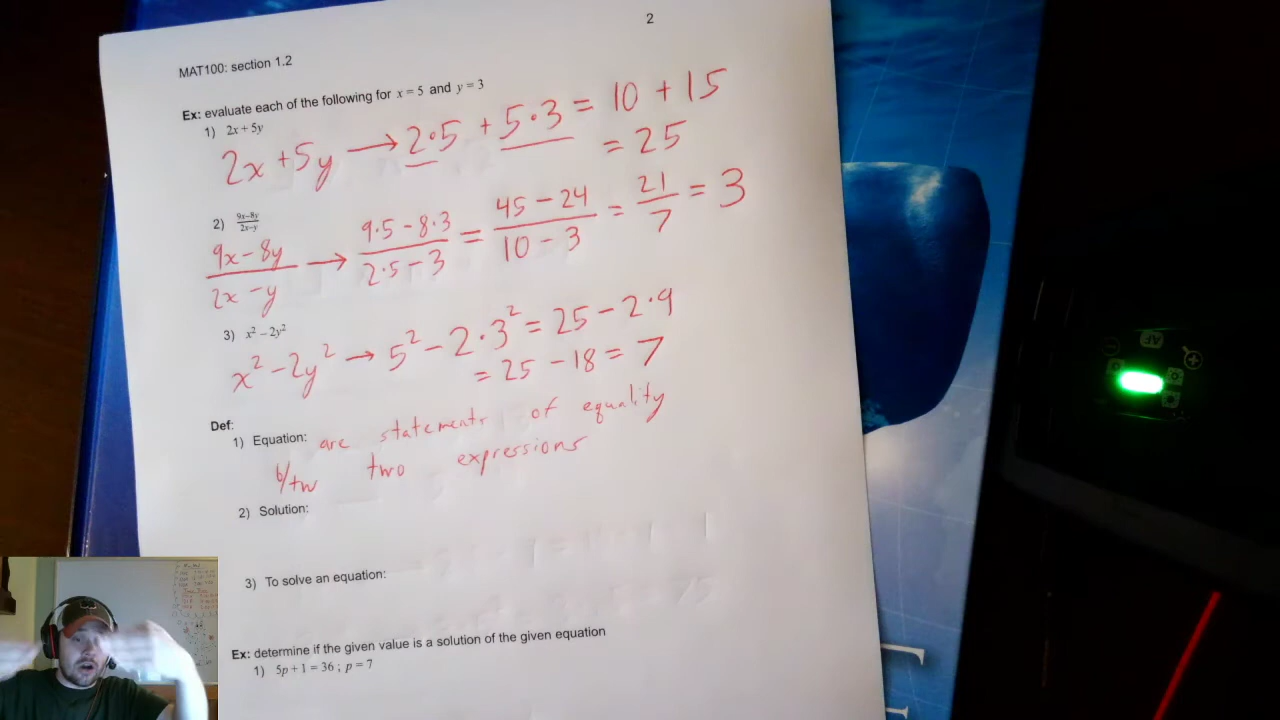 2
MAT100: section 1.2
Ex: evaluate each of the following for x = 5 and y = 3
1) 2x + 5y
2x + 5y → 2·5 + 5·3 = 10 + 15
= 25
2) 9x−8y / 2x−y
9x − 8y / 2x − y → 9·5 − 8·3 / 2·5 − 3 = 45 − 24 / 10 − 3 = 21 / 7 = 3
3) x² − 2y²
x² − 2y² → 5² − 2·3² = 25 − 2·9
= 25 − 18 = 7
Def:
1) Equation: are statements of equality
b/tw two expressions
2) Solution:
3) To solve an equation:
Ex: determine if the given value is a solution of the given equation
1) 5p + 1 = 36 ; p = 7
AF